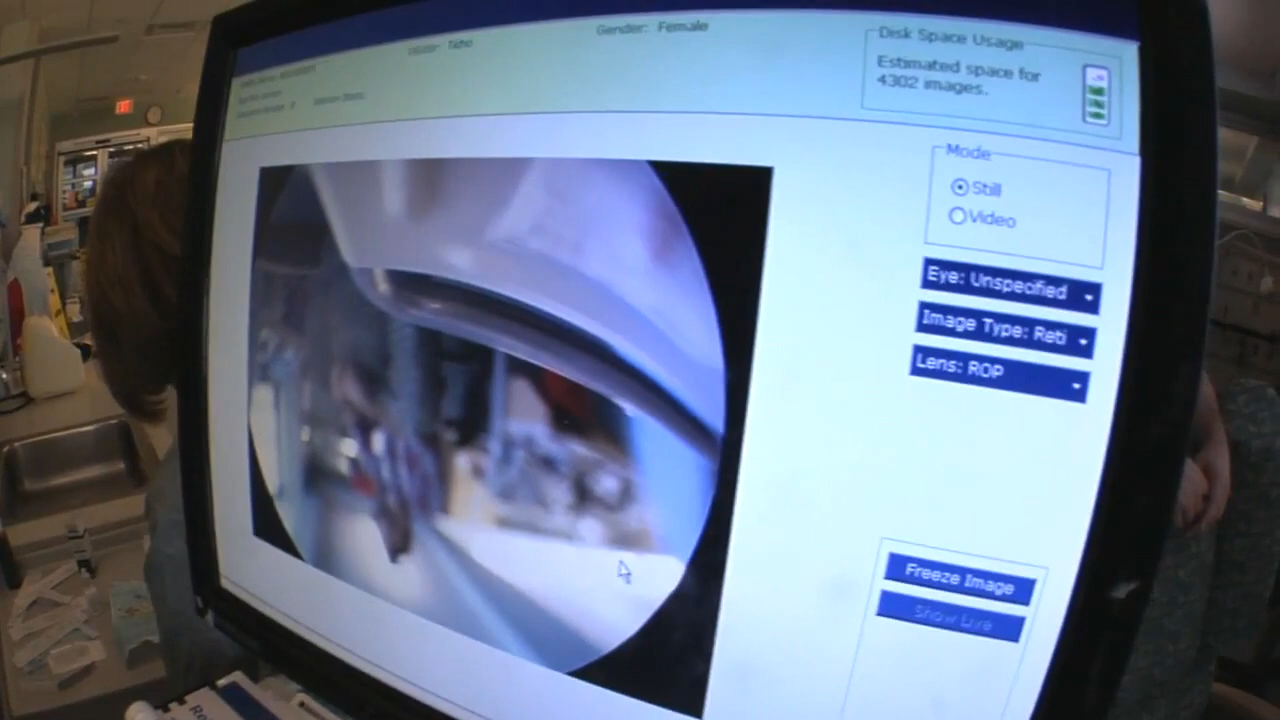 Gender: Female
Disk Space Usage
Estimated space for
4302 images.
Mode
Still
Video
Eye: Unspecified
Image Type: Reti
Lens: ROP
Freeze Image
Show Live
EXIT